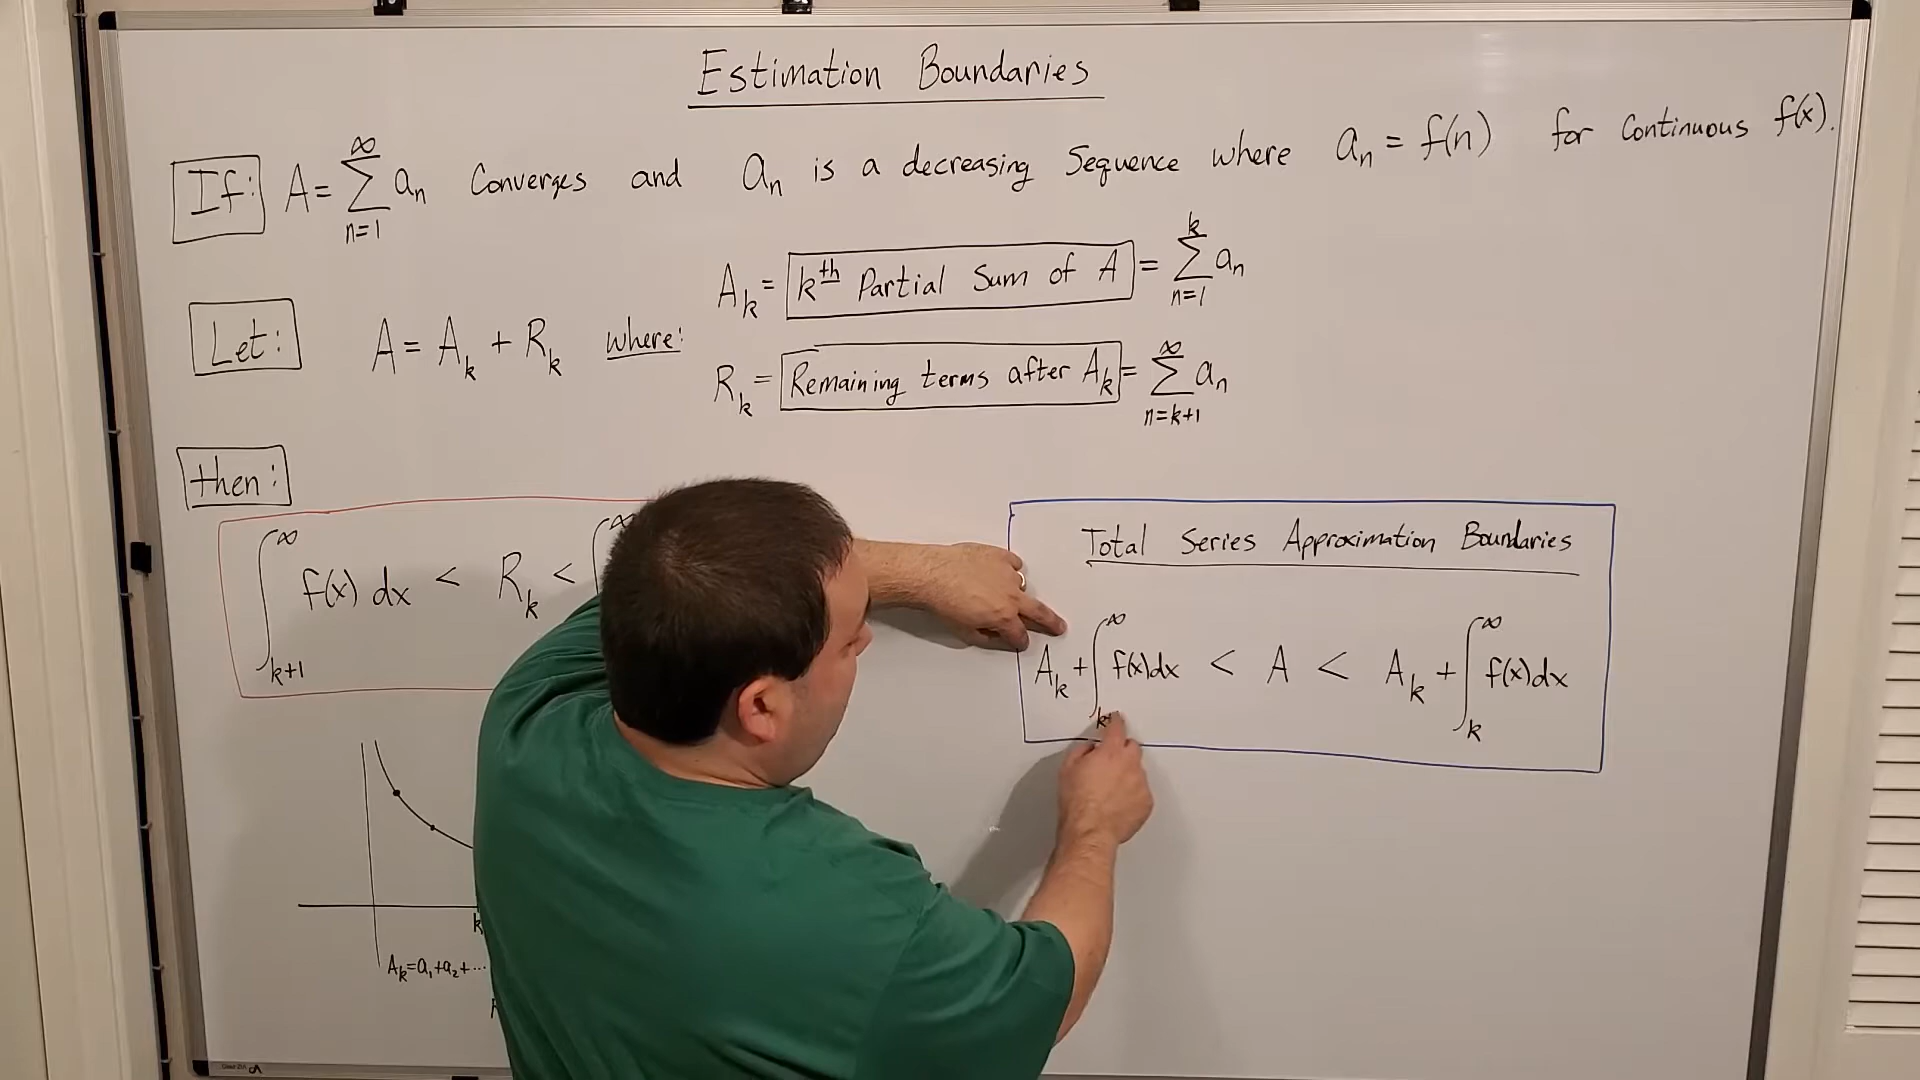 Estimation Boundaries
If: A = ∑_{n=1}^{∞} a_n Converges and a_n is a decreasing Sequence where a_n = f(n) for Continuous f(x).
Let: A = A_k + R_k where:
A_k = k^{th} Partial Sum of A = ∑_{n=1}^{k} a_n
R_k = Remaining terms after A_k = ∑_{n=k+1}^{∞} a_n
then:
∫_{k+1}^{∞} f(x) dx < R_k < ∫^{∞}
Total Series Approximation Boundaries
A_k + ∫_{k+}^{∞} f(x)dx < A < A_k + ∫_{k}^{∞} f(x)dx
k
A_k = a_1 + a_2 + ...